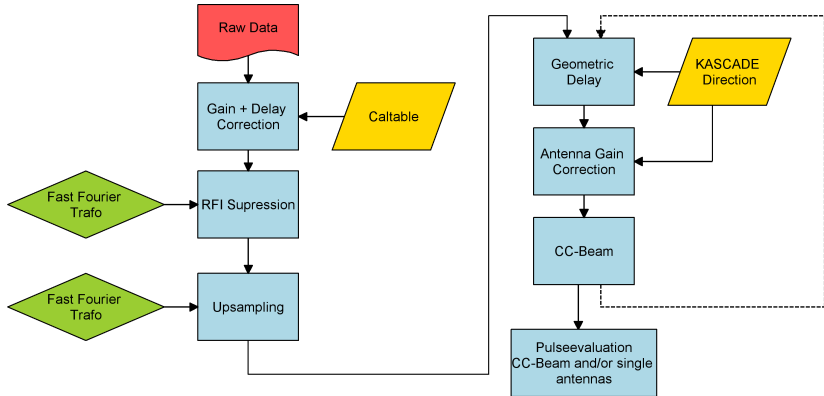 Raw Data
Gain + Delay
Correction
Caltable
Fast Fourier
Trafo
RFI Supression
Fast Fourier
Trafo
Upsampling
Geometric
Delay
KASCADE
Direction
Antenna Gain
Correction
CC-Beam
Pulseevaluation
CC-Beam and/or single
antennas